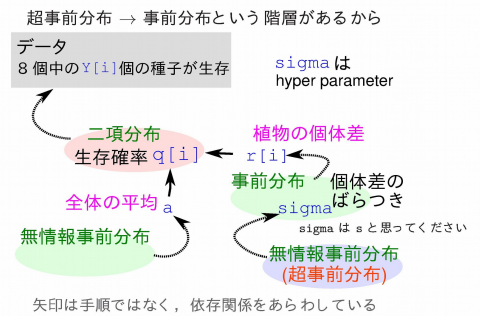 超事前分布 → 事前分布という階層があるから
データ
8 個中の Y[i]個の種子が生存
sigma は
hyper parameter
二項分布
生存確率 q[i]
植物の個体差
r[i]
事前分布
個体差の
ばらつき
sigma
sigma は s と思ってください
全体の平均 a
無情報事前分布
無情報事前分布
(超事前分布)
矢印は手順ではなく，依存関係をあらわしている